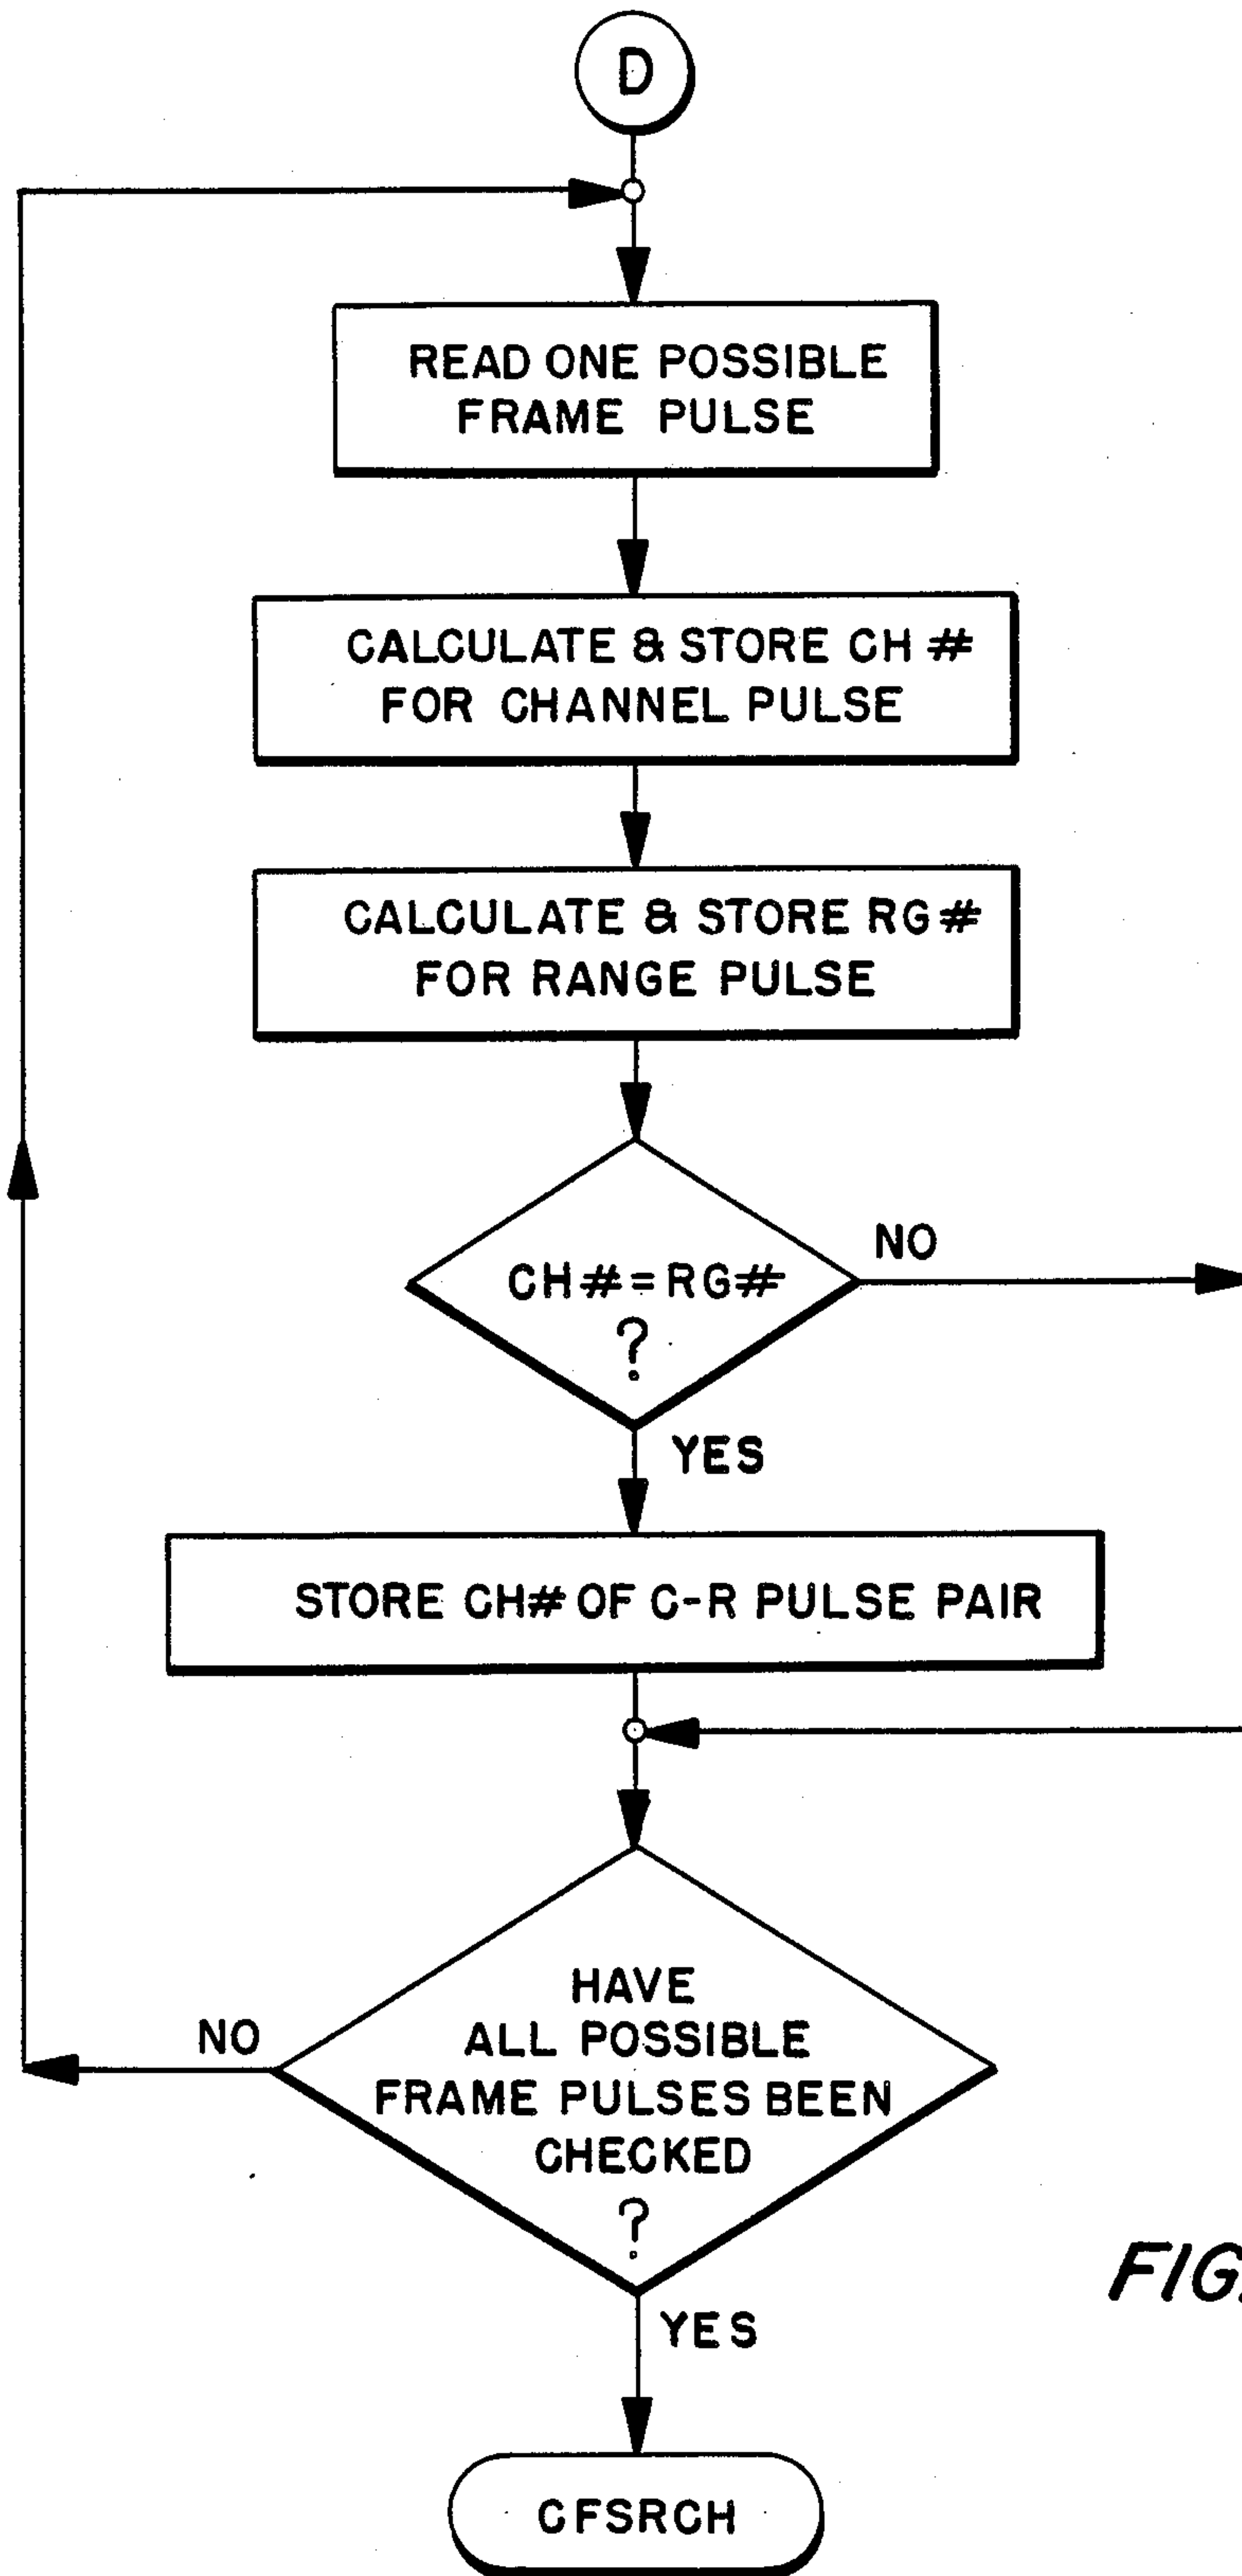 D
READ ONE POSSIBLE
FRAME PULSE
CALCULATE & STORE CH #
FOR CHANNEL PULSE
CALCULATE & STORE RG #
FOR RANGE PULSE
NO
CH # = RG #
?
YES
STORE CH# OF C-R PULSE PAIR
HAVE
NO
ALL POSSIBLE
FRAME PULSES BEEN
CHECKED
?
FIG.
YES
CFSRCH